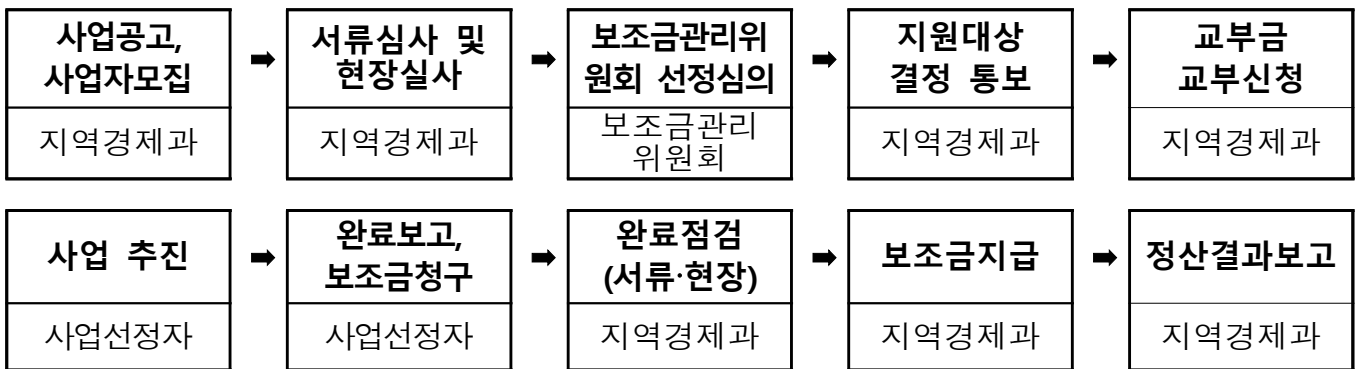 사업공고,
사업자모집
➡
서류심사 및
현장실사
➡
보조금관리위
원회 선정심의
➡
지원대상
결정 통보
➡
교부금
교부신청
지역경제과
지역경제과
보조금관리
위원회
지역경제과
지역경제과
사업 추진
➡
완료보고,
보조금청구
➡
완료점검
(서류·현장)
➡
보조금지급
➡
정산결과보고
사업선정자
사업선정자
지역경제과
지역경제과
지역경제과